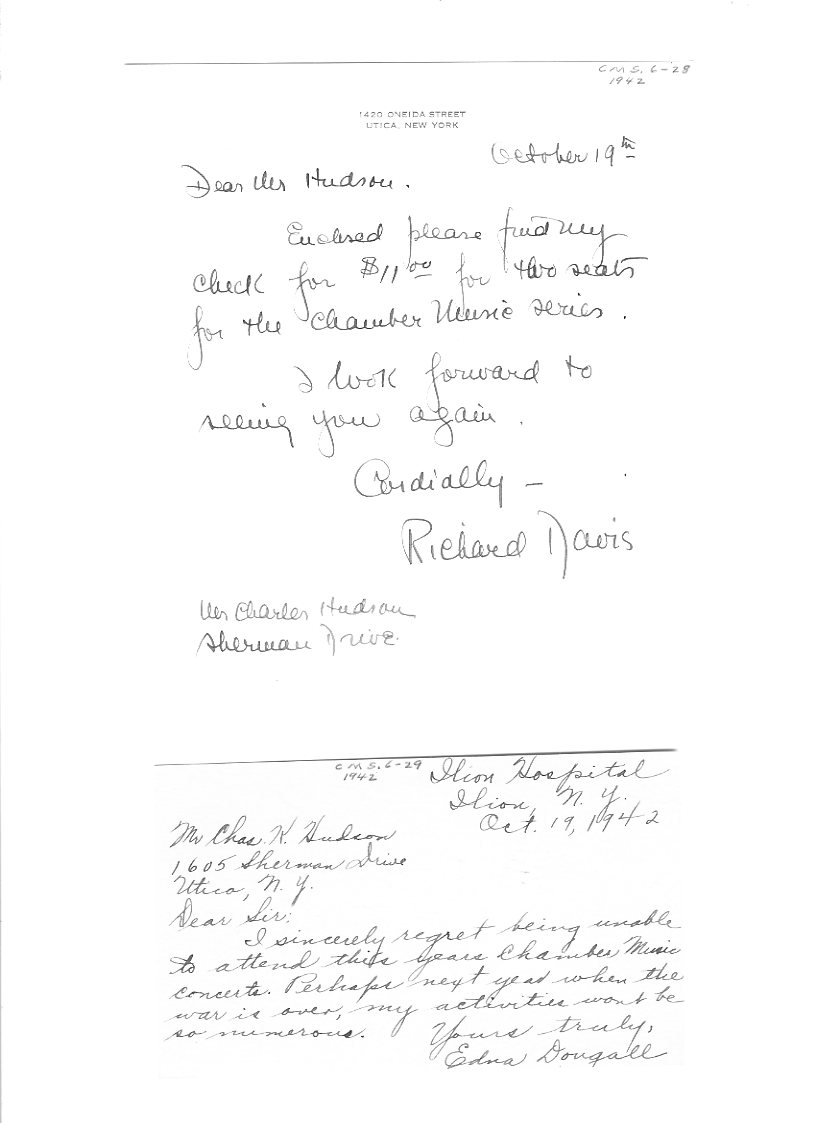 CMS. 6-28
1942
1420 ONEIDA STREET
UTICA, NEW YORK
October 19th
Dear Mr Hudson.
Enclosed please find my
check for $11 00 for two seats
for the Chamber Music series.
I look forward to
seeing you again.
Cordially —
Richard Davis
Mr Charles Hudson
Sherman Drive.
CMS. 6-29
1942
Ilion Hospital
Ilion, N. Y.
Oct. 19, 1942
Mr Chas. K. Hudson
1605 Sherman Drive
Utica, N. Y.
Dear Sir:
I sincerely regret being unable
to attend this years Chamber Music
concerts. Perhaps next year when the
war is over, my activities wont be
so numerous.
Yours truly,
Edna Dougall